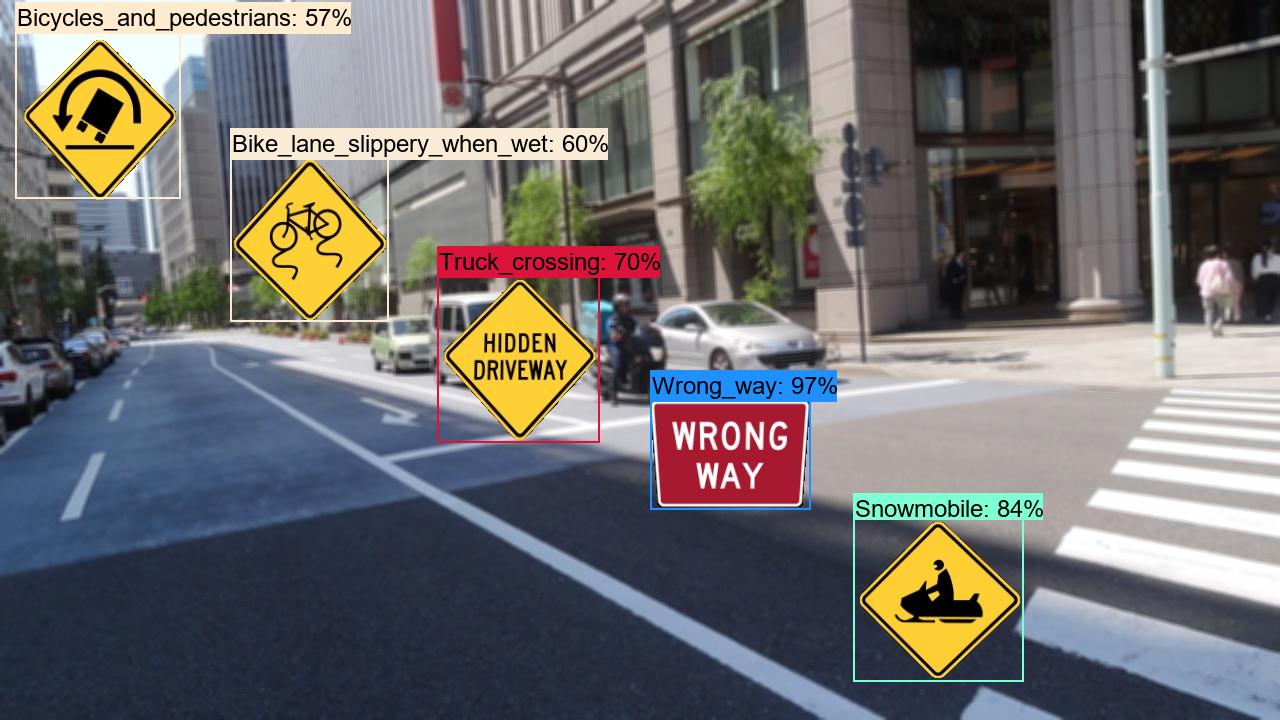 Bicycles_and_pedestrians: 57%
Bike_lane_slippery_when_wet: 60%
Truck_crossing: 70%
HIDDEN
DRIVEWAY
Wrong_way: 97%
WRONG
WAY
Snowmobile: 84%